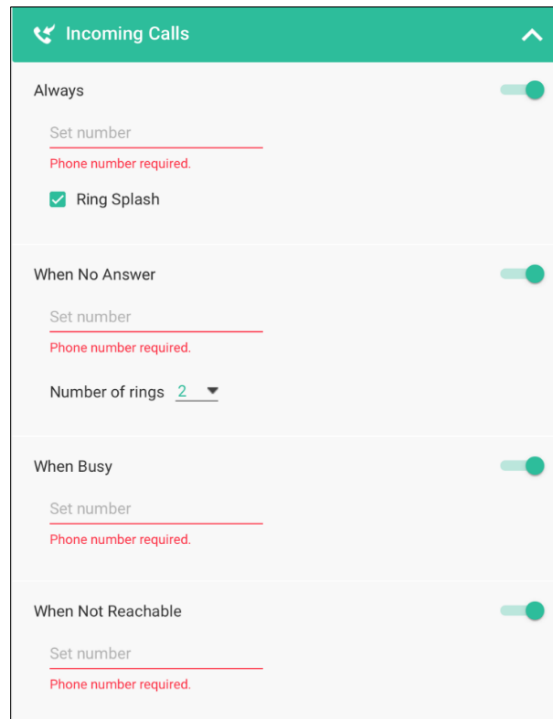 Incoming Calls
Always
Set number
Phone number required.
Ring Splash
When No Answer
Set number
Phone number required.
Number of rings 2
When Busy
Set number
Phone number required.
When Not Reachable
Set number
Phone number required.